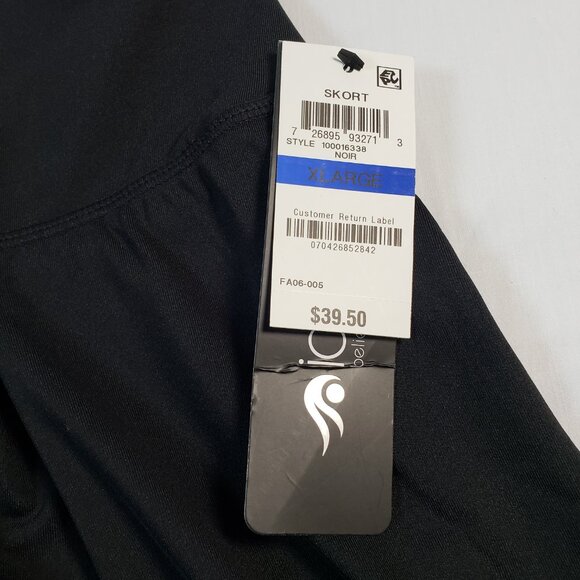 SKORT
7 26895 93271 3
STYLE 100016338
NOIR
XLARGE
Customer Return Label
070426852842
FA06-005
$39.50